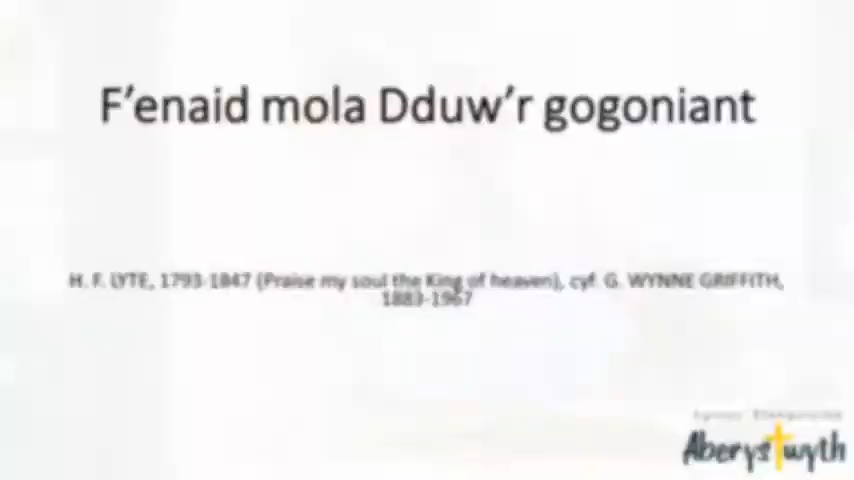 F'enaid mola Dduw'r gogoniant
H. F. LYTE, 1793-1847 (Praise my soul the King of heaven), cyf. G. WYNNE GRIFFITH,
1883-1967
Aberystwyth